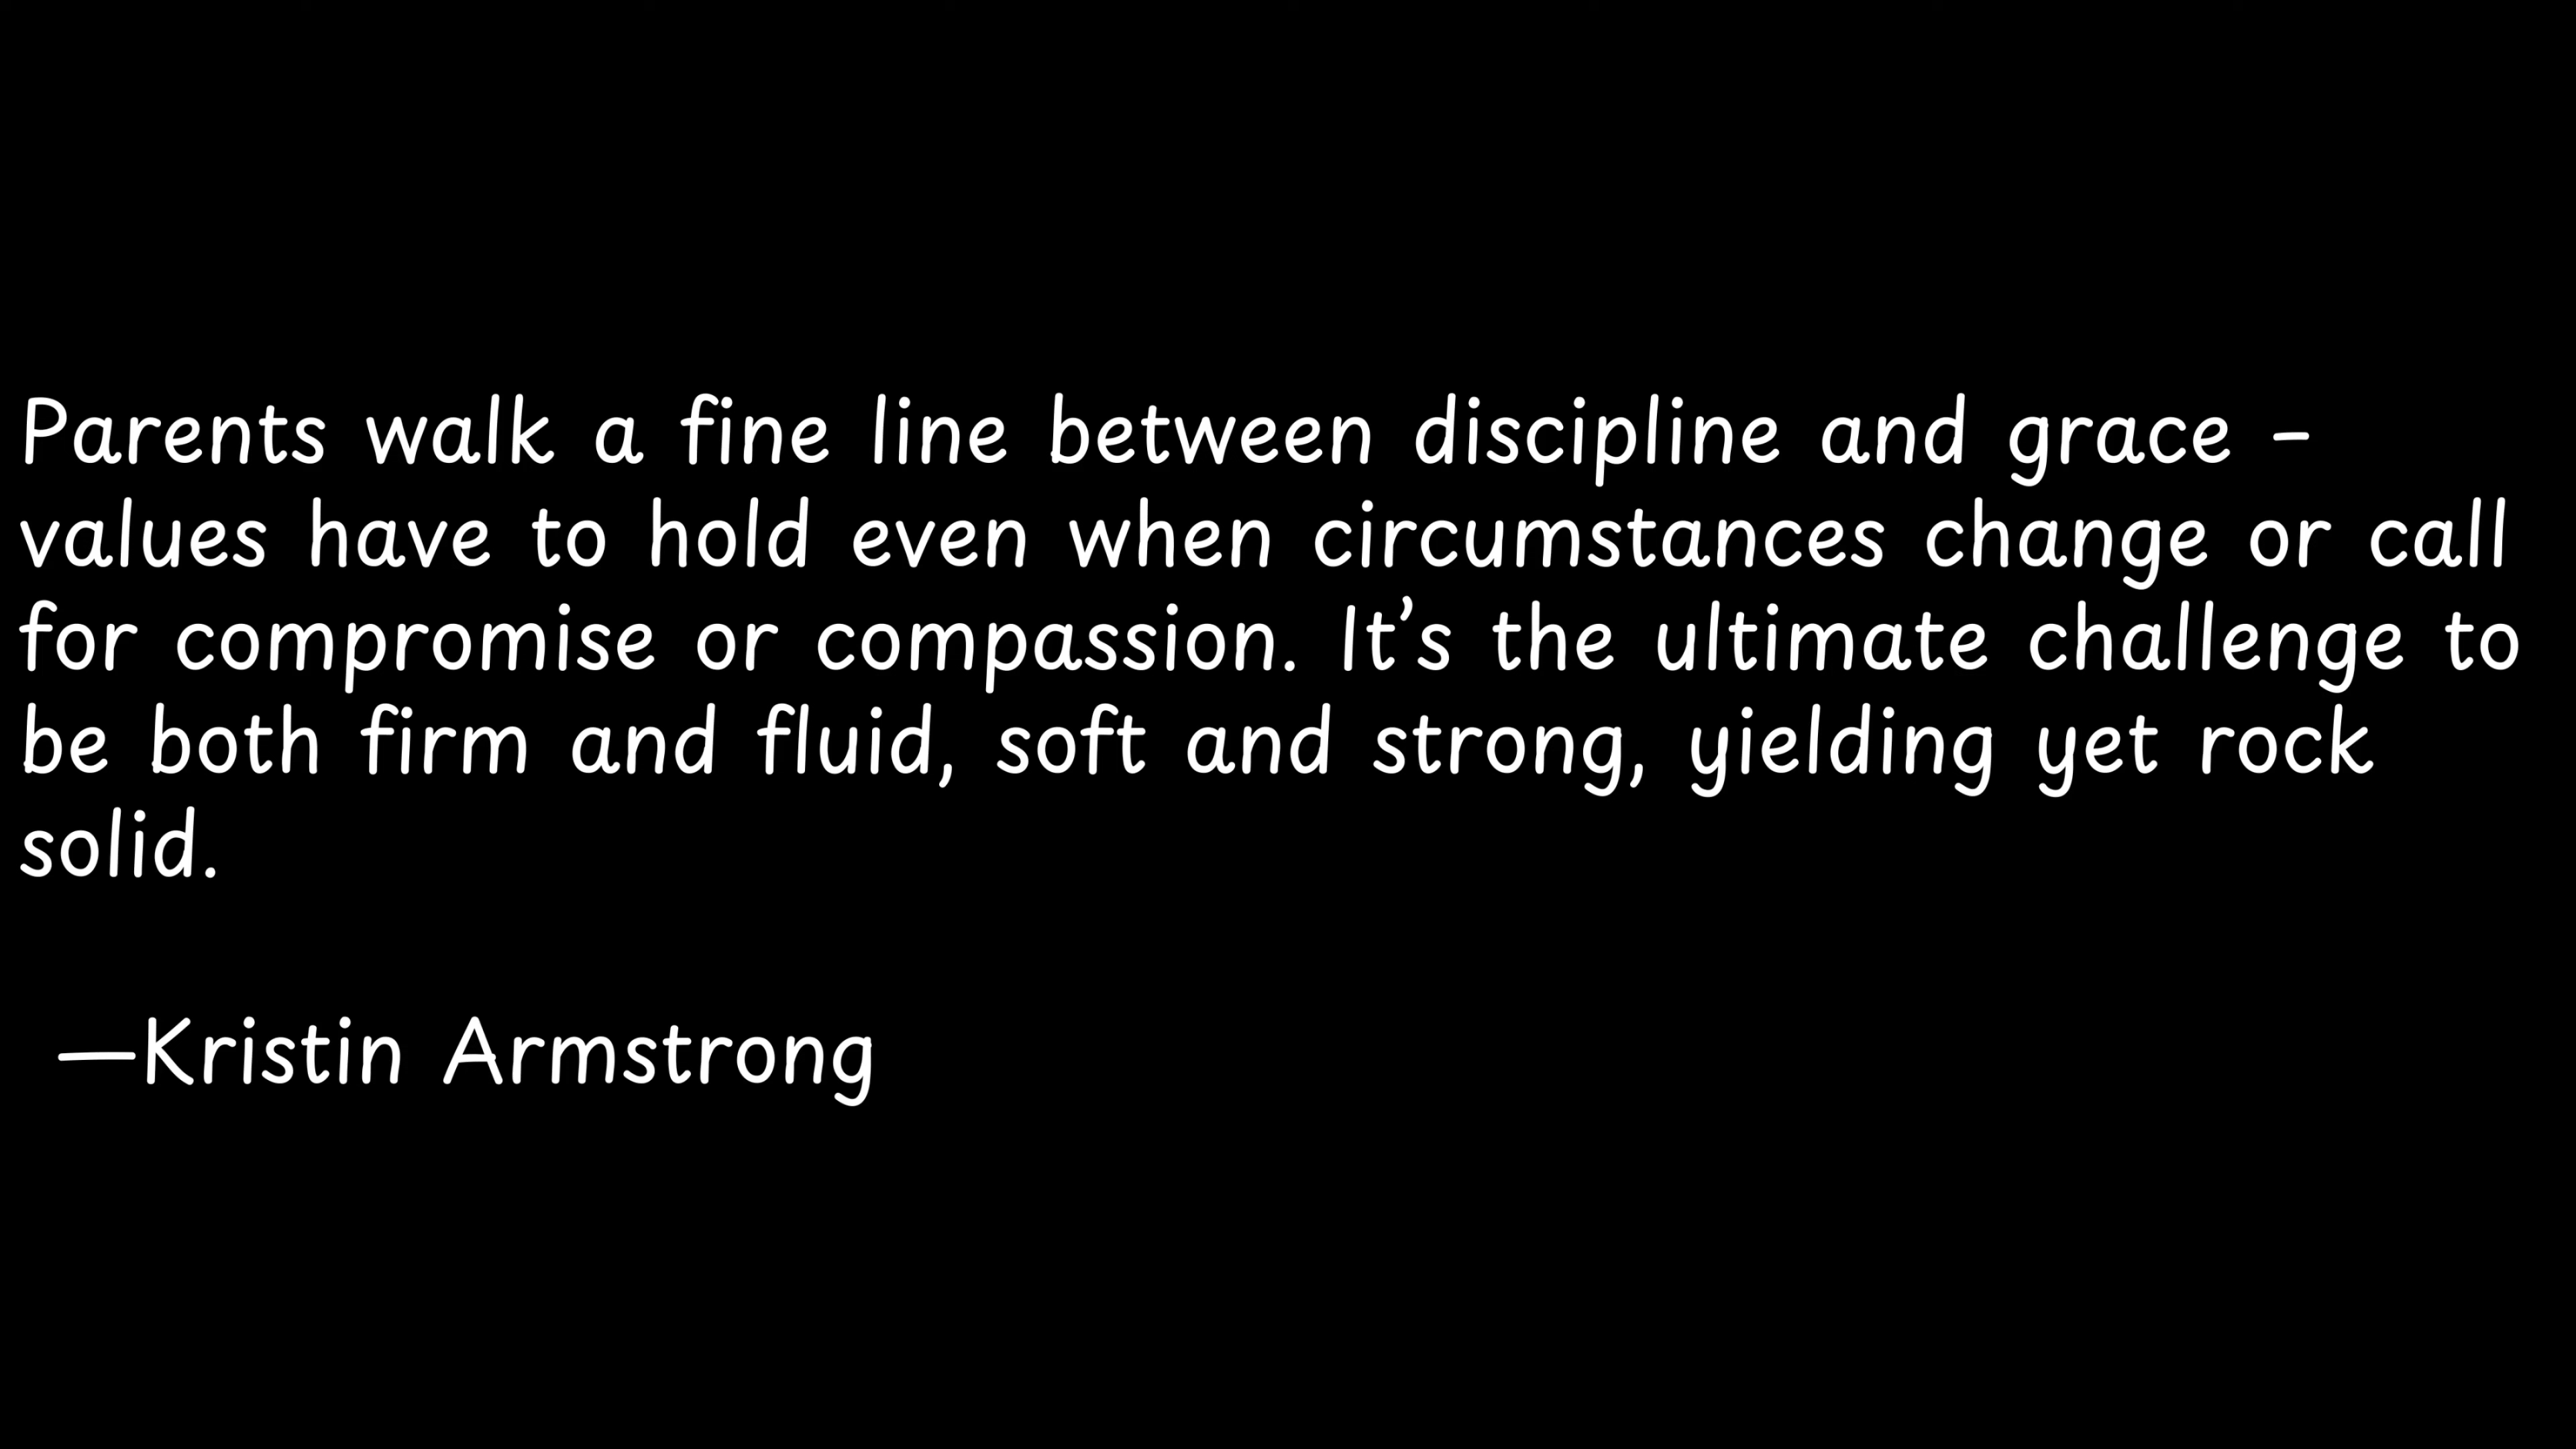 Parents walk a fine line between discipline and grace –
values have to hold even when circumstances change or call
for compromise or compassion. It’s the ultimate challenge to
be both firm and fluid, soft and strong, yielding yet rock
solid.
—Kristin Armstrong